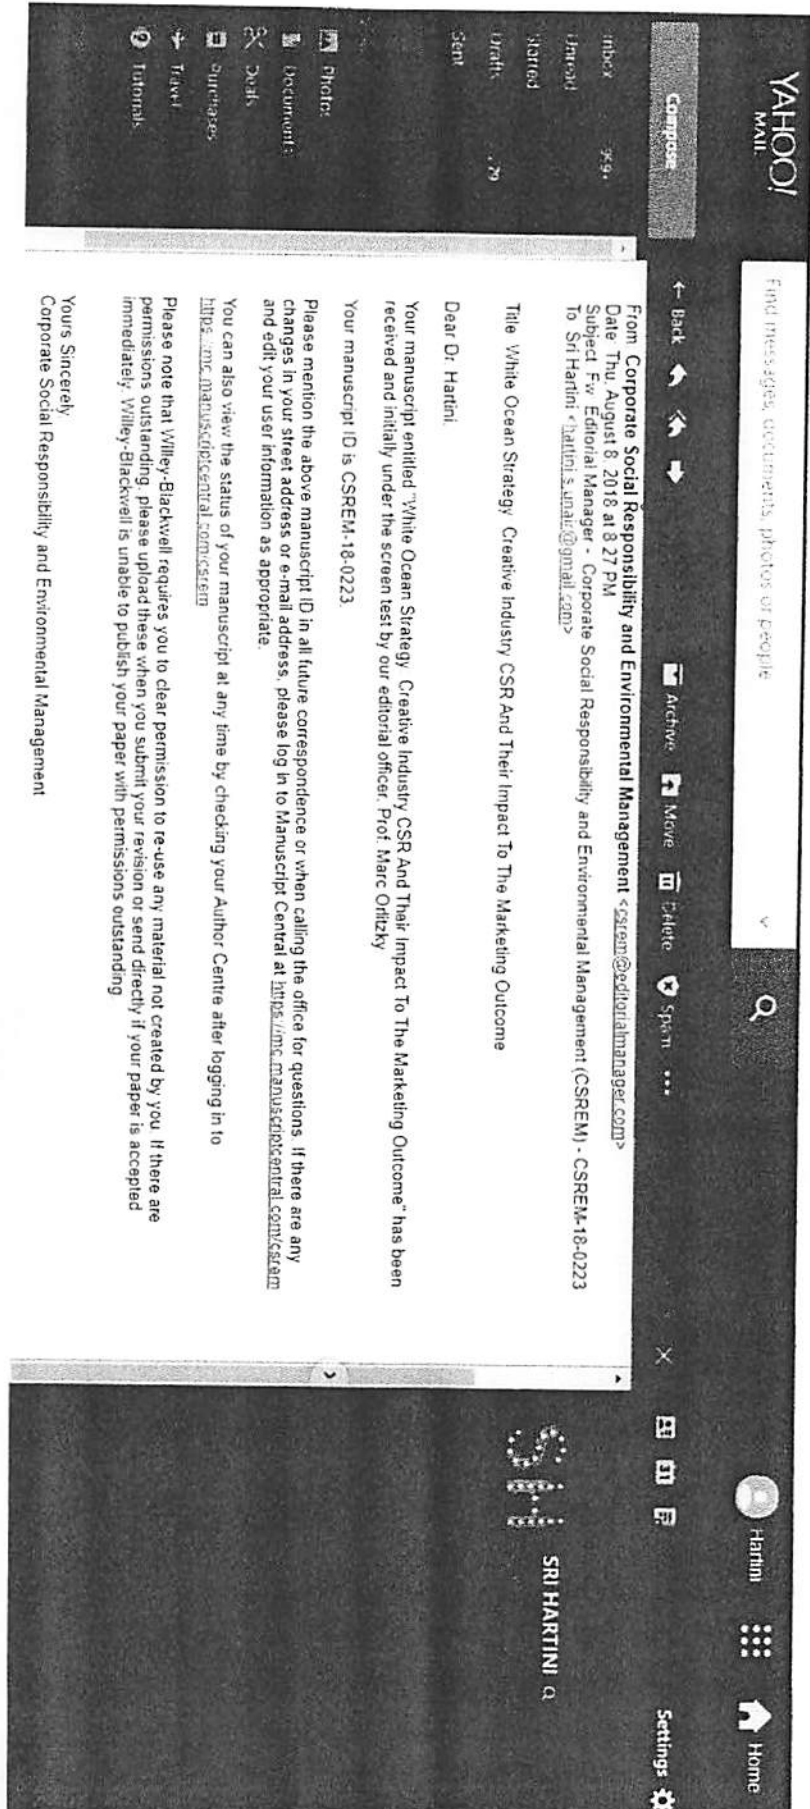 YAHOO!
MAIL
Find messages, documents, photos or people
Hartini
Home
Compose
Back
Archive
Move
Delete
Spam
Settings
Inbox 999+
Unread
Starred
Drafts 79
Sent
Photos
Documents
Deals
Purchases
Travel
Tutorials
From Corporate Social Responsibility and Environmental Management <csrem@editorialmanager.com>
Date Thu, August 8 2018 at 8 27 PM
Subject Fw Editorial Manager - Corporate Social Responsibility and Environmental Management (CSREM) - CSREM-18-0223
To Sri Hartini <hartini.s.unair@gmail.com>
Title White Ocean Strategy Creative Industry CSR And Their Impact To The Marketing Outcome
Dear Dr. Hartini.
Your manuscript entitled "White Ocean Strategy Creative Industry CSR And Thair Impact To The Marketing Outcome" has been
received and initially under the screen test by our editorial officer, Prof. Marc Orlitzky
Your manuscript ID is CSREM-18-0223.
Please mention the above manuscript ID in all future correspondence or when calling the office for questions. If there are any
changes in your street address or e-mail address, please log in to Manuscript Central at https://mc.manuscriptcentral.com/csrem
and edit your user information as appropriate.
You can also view the status of your manuscript at any time by checking your Author Centre after logging in to
https://mc.manuscriptcentral.com/csrem
Please note that Willey-Blackwell requires you to clear permission to re-use any material not created by you. If there are
permissions outstanding, please upload these when you submit your revision or send directly if your paper is accepted
immediately. Willey-Blackwell is unable to publish your paper with permissions outstanding
Yours Sincerely
Corporate Social Responsibility and Environmental Management
SH
SRI HARTINI